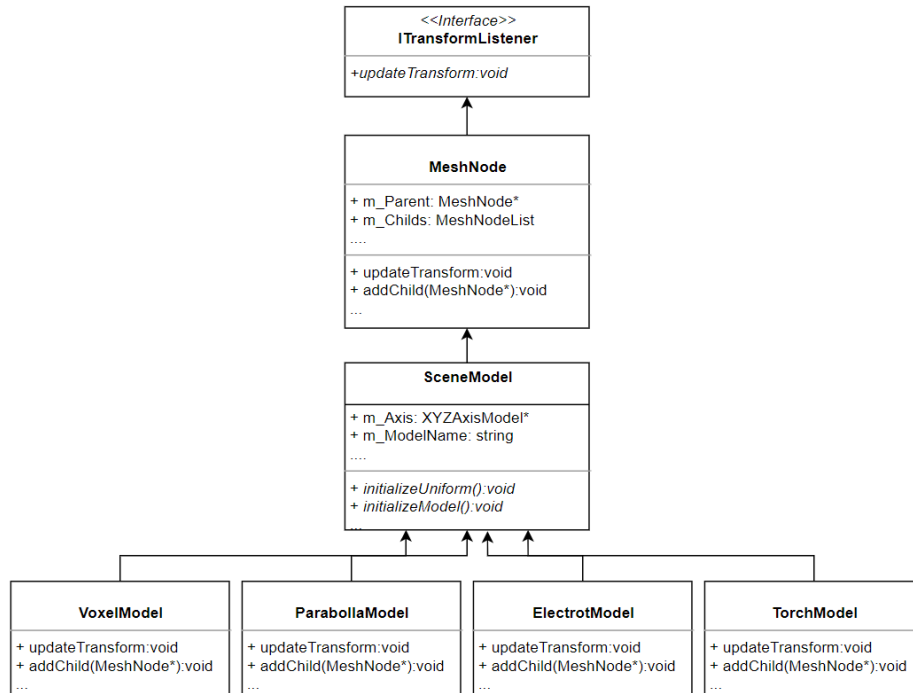 <<Interface>>
ITransformListener
+updateTransform:void
MeshNode
+ m_Parent: MeshNode*
+ m_Childs: MeshNodeList
....
+ updateTransform:void
+ addChild(MeshNode*):void
...
SceneModel
+ m_Axis: XYZAxisModel*
+ m_ModelName: string
....
+ initializeUniform():void
+ initializeModel():void
...
VoxelModel
+ updateTransform:void
+ addChild(MeshNode*):void
...
ParabollaModel
+ updateTransform:void
+ addChild(MeshNode*):void
...
ElectrotModel
+ updateTransform:void
+ addChild(MeshNode*):void
...
TorchModel
+ updateTransform:void
+ addChild(MeshNode*):void
...